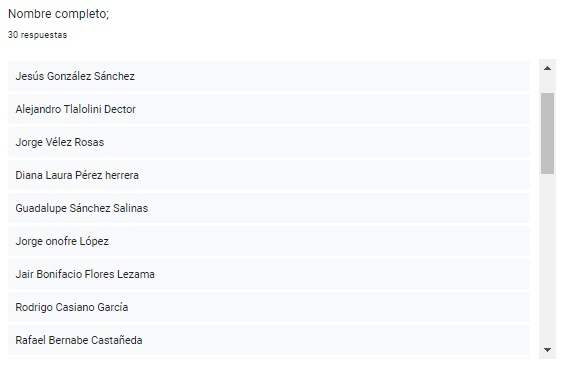 Nombre completo;
30 respuestas
Jesús González Sánchez
Alejandro Tlalolini Dector
Jorge Vélez Rosas
Diana Laura Pérez herrera
Guadalupe Sánchez Salinas
Jorge onofre López
Jair Bonifacio Flores Lezama
Rodrigo Casiano García
Rafael Bernabe Castañeda